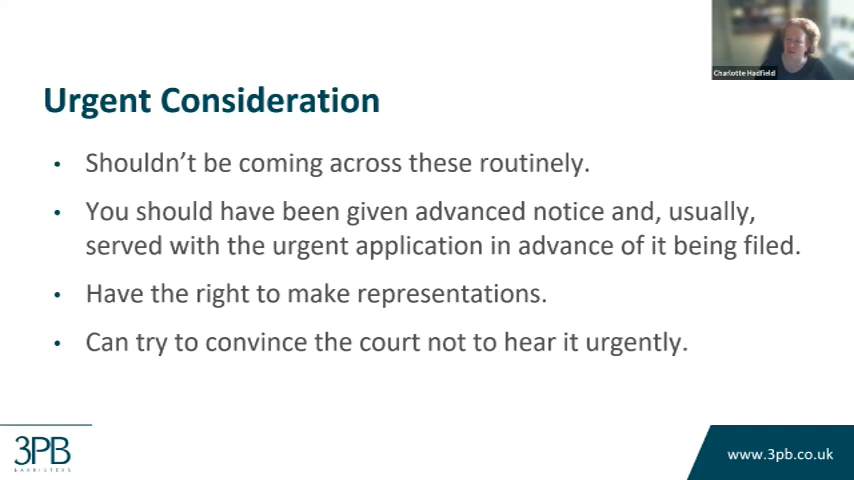 Charlotte Hadfield
Urgent Consideration
• Shouldn’t be coming across these routinely.
• You should have been given advanced notice and, usually,
served with the urgent application in advance of it being filed.
• Have the right to make representations.
• Can try to convince the court not to hear it urgently.
3PB
BARRISTERS
www.3pb.co.uk